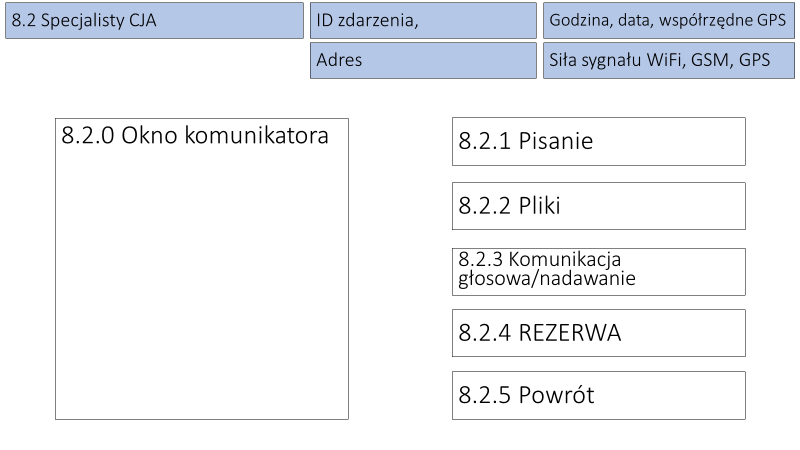 8.2 Specjalisty CJA
ID zdarzenia,
Godzina, data, współrzędne GPS
Adres
Siła sygnału WiFi, GSM, GPS
8.2.0 Okno komunikatora
8.2.1 Pisanie
8.2.2 Pliki
8.2.3 Komunikacja
głosowa/nadawanie
8.2.4 REZERWA
8.2.5 Powrót